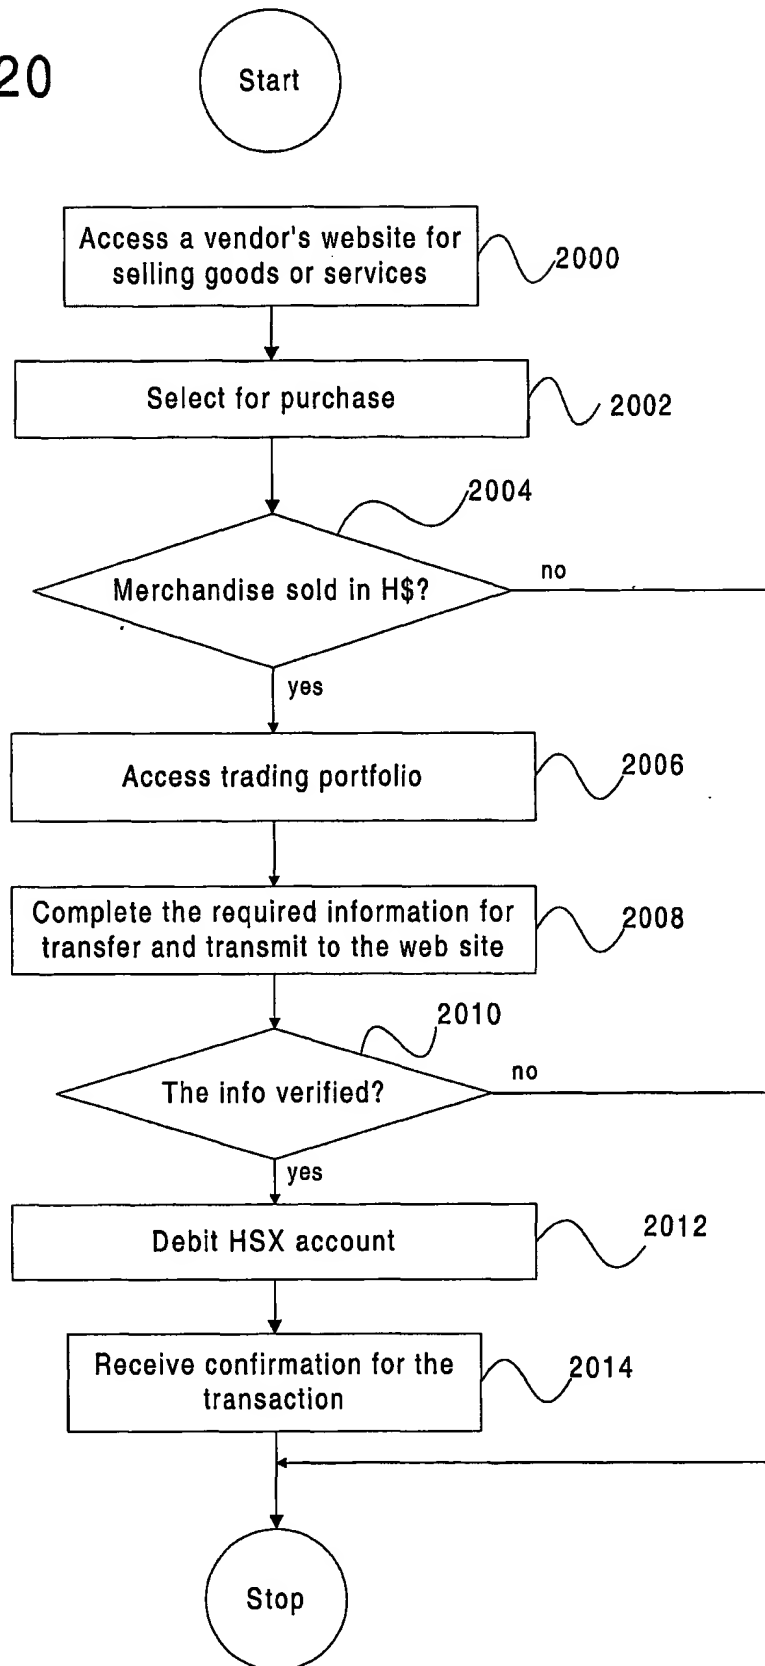 20
Start
Access a vendor's website for
selling goods or services
2000
Select for purchase
2002
2004
Merchandise sold in H$?
no
yes
Access trading portfolio
2006
Complete the required information for
transfer and transmit to the web site
2008
2010
The info verified?
no
yes
Debit HSX account
2012
Receive confirmation for the
transaction
2014
Stop